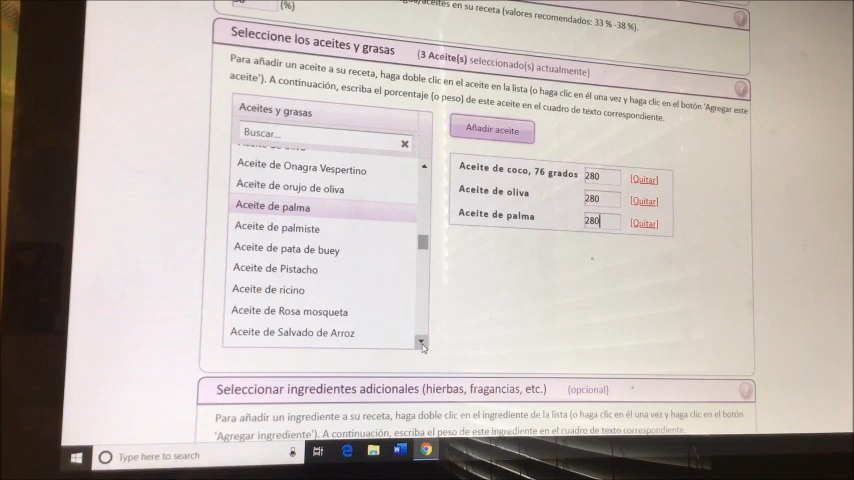 (%)
aceites en su receta (valores recomendados: 33 % -38 %).
Seleccione los aceites y grasas (3 Aceite(s) seleccionado(s) actualmente)
Para añadir un aceite a su receta, haga doble clic en el aceite en la lista (o haga clic en él una vez y haga clic en el botón 'Agregar este
aceite'). A continuación, escriba el porcentaje (o peso) de este aceite en el cuadro de texto correspondiente.
Aceites y grasas
Buscar...
Añadir aceite
Aceite de Onagra Vespertino
Aceite de orujo de oliva
Aceite de palma
Aceite de palmiste
Aceite de pata de buey
Aceite de Pistacho
Aceite de ricino
Aceite de Rosa mosqueta
Aceite de Salvado de Arroz
Aceite de coco, 76 grados 280 [Quitar]
Aceite de oliva 280 [Quitar]
Aceite de palma 280 [Quitar]
Seleccionar ingredientes adicionales (hierbas, fragancias, etc.) (opcional)
Para añadir un ingrediente a su receta, haga doble clic en el ingrediente de la lista (o haga clic en él una vez y haga clic en el botón
'Agregar ingrediente'). A continuación, escriba el peso de este ingrediente en el cuadro de texto correspondiente.
Type here to search